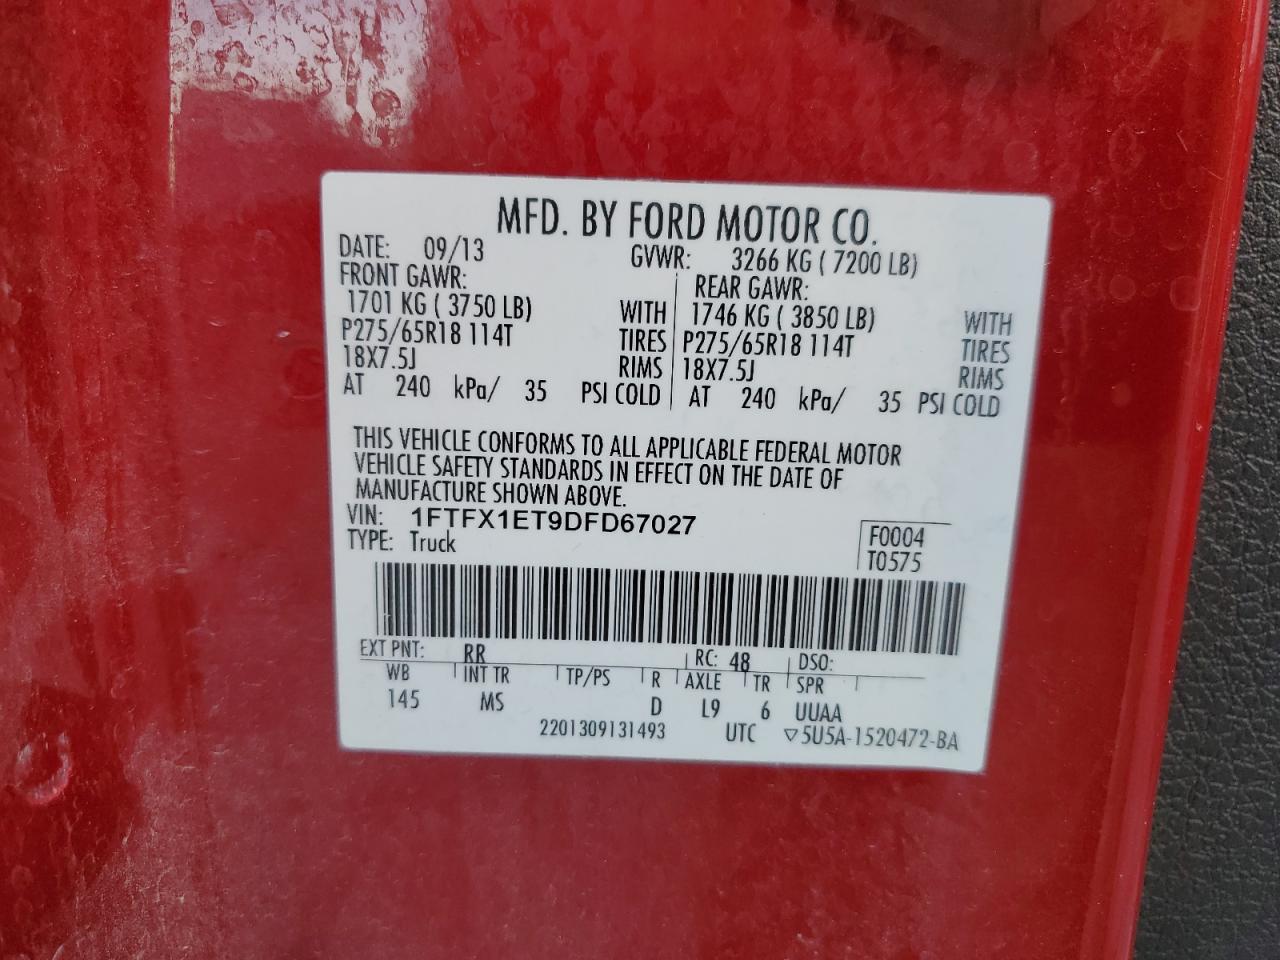 MFD. BY FORD MOTOR CO.
DATE: 09/13 GVWR: 3266 KG ( 7200 LB)
FRONT GAWR: REAR GAWR:
1701 KG ( 3750 LB) WITH 1746 KG ( 3850 LB) WITH
P275/65R18 114T TIRES P275/65R18 114T TIRES
18X7.5J RIMS 18X7.5J RIMS
AT 240 kPa/ 35 PSI COLD AT 240 kPa/ 35 PSI COLD
THIS VEHICLE CONFORMS TO ALL APPLICABLE FEDERAL MOTOR
VEHICLE SAFETY STANDARDS IN EFFECT ON THE DATE OF
MANUFACTURE SHOWN ABOVE.
VIN: 1FTFX1ET9DFD67027 F0004
TYPE: Truck T0575
EXT PNT: RR RC: 48 DSO:
WB INT TR TP/PS R AXLE TR SPR
145 MS D L9 6 UUAA
2201309131493 UTC ▽5U5A-1520472-BA